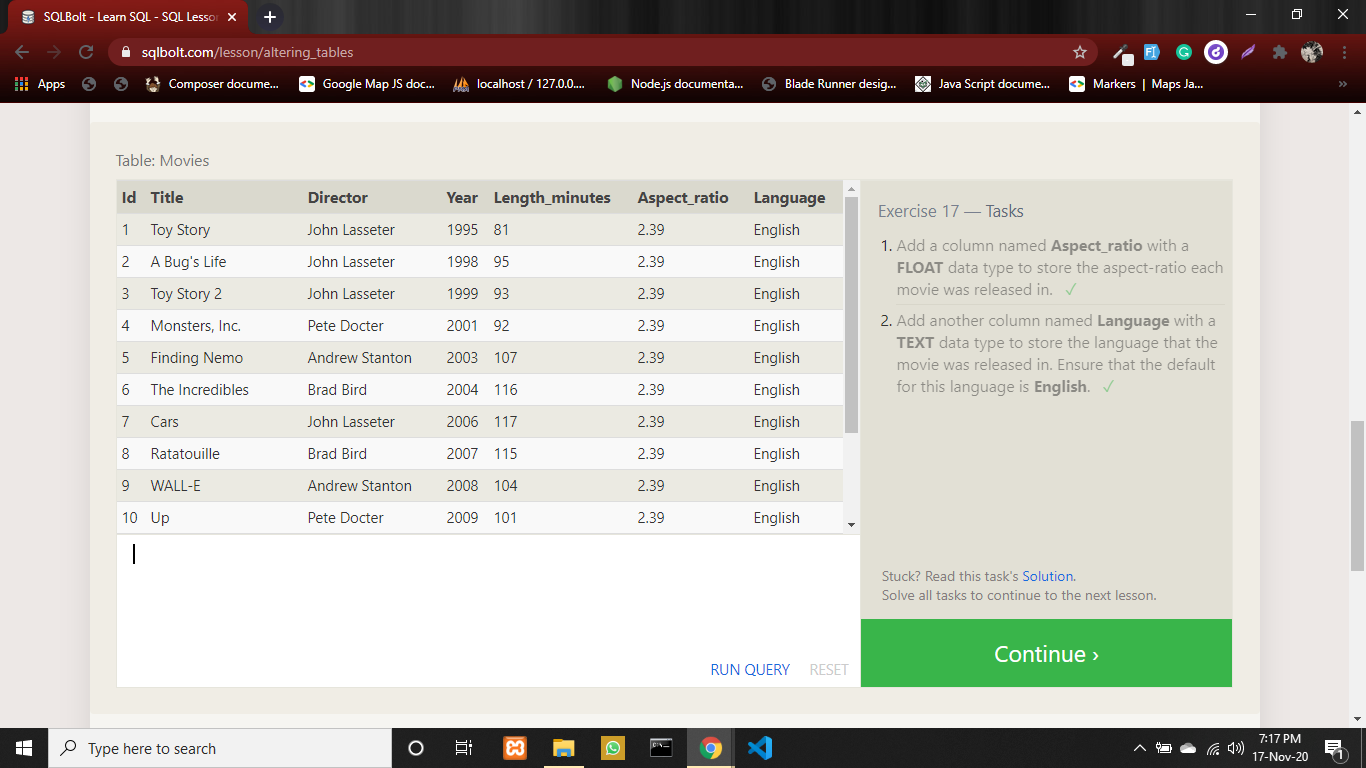 SQLBolt - Learn SQL - SQL Lesson
sqlbolt.com/lesson/altering_tables
Apps Composer docume... Google Map JS doc... localhost / 127.0.0.... Node.js documenta... Blade Runner desig... Java Script docume... Markers | Maps Ja... »
Table: Movies
Id Title Director Year Length_minutes Aspect_ratio Language
1 Toy Story John Lasseter 1995 81 2.39 English
2 A Bug's Life John Lasseter 1998 95 2.39 English
3 Toy Story 2 John Lasseter 1999 93 2.39 English
4 Monsters, Inc. Pete Docter 2001 92 2.39 English
5 Finding Nemo Andrew Stanton 2003 107 2.39 English
6 The Incredibles Brad Bird 2004 116 2.39 English
7 Cars John Lasseter 2006 117 2.39 English
8 Ratatouille Brad Bird 2007 115 2.39 English
9 WALL-E Andrew Stanton 2008 104 2.39 English
10 Up Pete Docter 2009 101 2.39 English
RUN QUERY RESET
Exercise 17 — Tasks
1. Add a column named Aspect_ratio with a
FLOAT data type to store the aspect-ratio each
movie was released in. ✓
2. Add another column named Language with a
TEXT data type to store the language that the
movie was released in. Ensure that the default
for this language is English. ✓
Stuck? Read this task's Solution.
Solve all tasks to continue to the next lesson.
Continue ›
Type here to search
7:17 PM
17-Nov-20
1